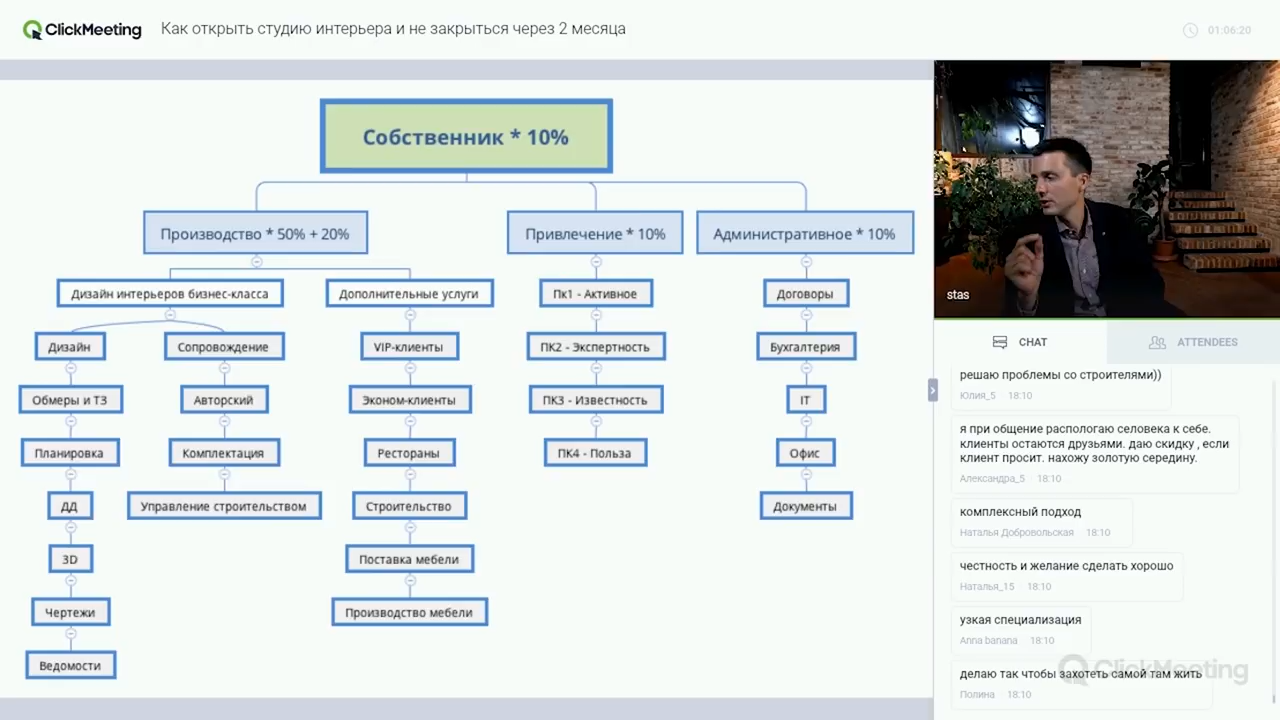 ClickMeeting
Как открыть студию интерьера и не закрыться через 2 месяца
01:06:20
Собственник * 10%
Производство * 50% + 20%
Привлечение * 10%
Административное * 10%
Дизайн интерьеров бизнес-класса
Дополнительные услуги
Пк1 - Активное
Договоры
Дизайн
Сопровождение
VIP-клиенты
ПК2 - Экспертность
Бухгалтерия
Обмеры и ТЗ
Авторский
Эконом-клиенты
ПК3 - Известность
IT
Планировка
Комплектация
Рестораны
ПК4 - Польза
Офис
ДД
Управление строительством
Строительство
Документы
3D
Поставка мебели
Чертежи
Производство мебели
Ведомости
stas
CHAT
ATTENDEES
решаю проблемы со строителями))
Юлия_5 18:10
я при общение распологаю селовека к себе.
клиенты остаются друзьями. даю скидку , если
клиент просит. нахожу золотую середину.
Александра_5 18:10
комплексный подход
Наталья Добровольская 18:10
честность и желание сделать хорошо
Наталья_15 18:10
узкая специализация
Anna banana 18:10
делаю так чтобы захотеть самой там жить
Полина 18:10
ClickMeeting